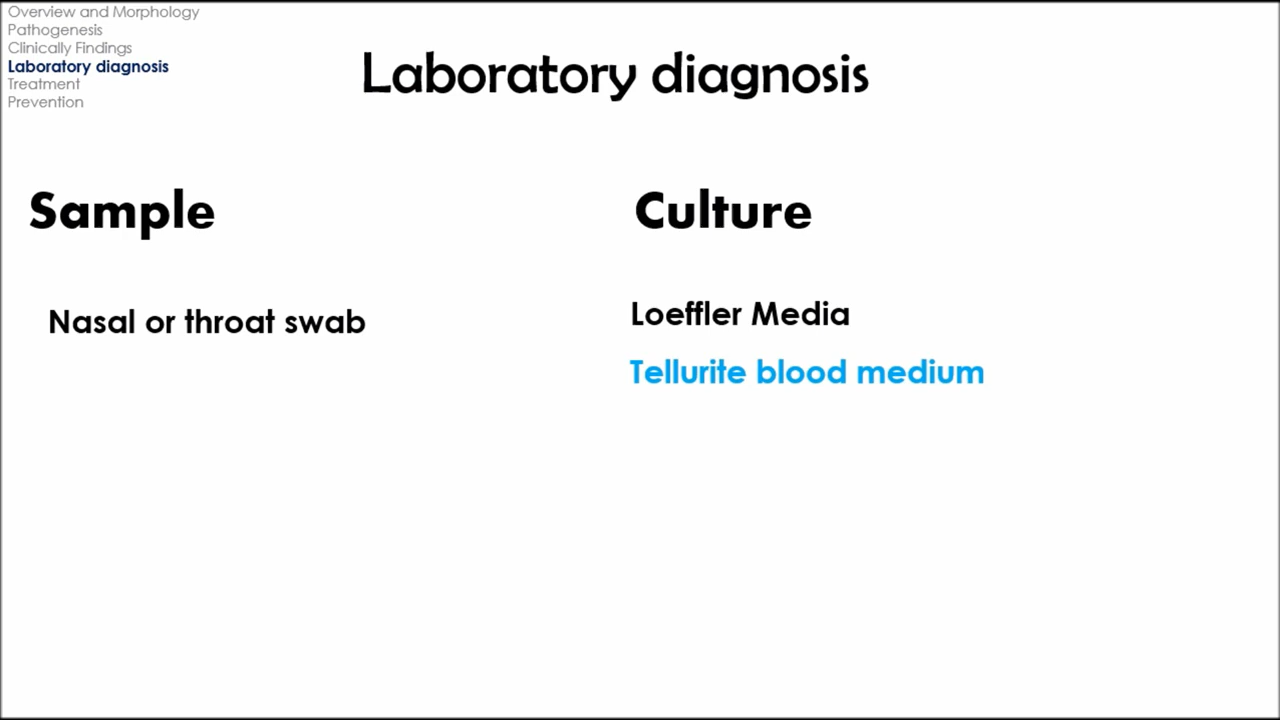 Overview and Morphology
Pathogenesis
Clinically Findings
Laboratory diagnosis
Treatment
Prevention
Laboratory diagnosis
Sample
Nasal or throat swab
Culture
Loeffler Media
Tellurite blood medium